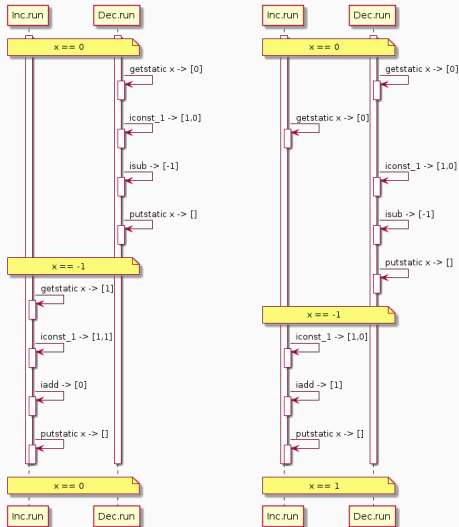 Inc.run
Dec.run
x == 0
getstatic x -> [0]
iconst_1 -> [1,0]
isub -> [-1]
putstatic x -> []
x == -1
getstatic x -> [1]
iconst_1 -> [1,1]
iadd -> [0]
putstatic x -> []
x == 0
Inc.run
Dec.run
Inc.run
Dec.run
x == 0
getstatic x -> [0]
getstatic x -> [0]
iconst_1 -> [1,0]
isub -> [-1]
putstatic x -> []
x == -1
iconst_1 -> [1,0]
iadd -> [1]
putstatic x -> []
x == 1
Inc.run
Dec.run